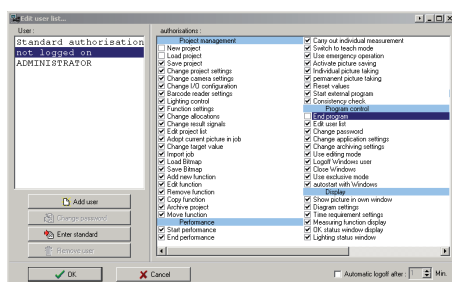 Edit user list...
User :
Standard authorisation
not logged on
ADMINISTRATOR
Add user
Change password
Enter standard
Remove user
authorisations :
Project management
New project
Load project
Save project
Change project settings
Change camera settings
Change I/O configuration
Barcode reader settings
Lighting control
Function settings
Change allocations
Change result signals
Edit project list
Adopt current picture in job
Change target value
Import job
Load Bitmap
Save Bitmap
Add new function
Edit function
Remove function
Copy function
Archive project
Move function
Performance
Start performance
End performance
Carry out individual measurement
Switch to teach mode
Use emergency operation
Activate picture saving
Individual picture taking
permanent picture taking
Reset values
Start external program
Consistency check
Program control
End program
Edit user list
Change password
Change application settings
Change archiving settings
Use editing mode
Logoff Windows user
Close Windows
Use exclusive mode
autostart with Windows
Display
Show picture in own window
Diagram settings
Time requirement settings
Measuring function display
OK status window display
Lighting status window
OK
Cancel
Automatic logoff after : 1 Min.